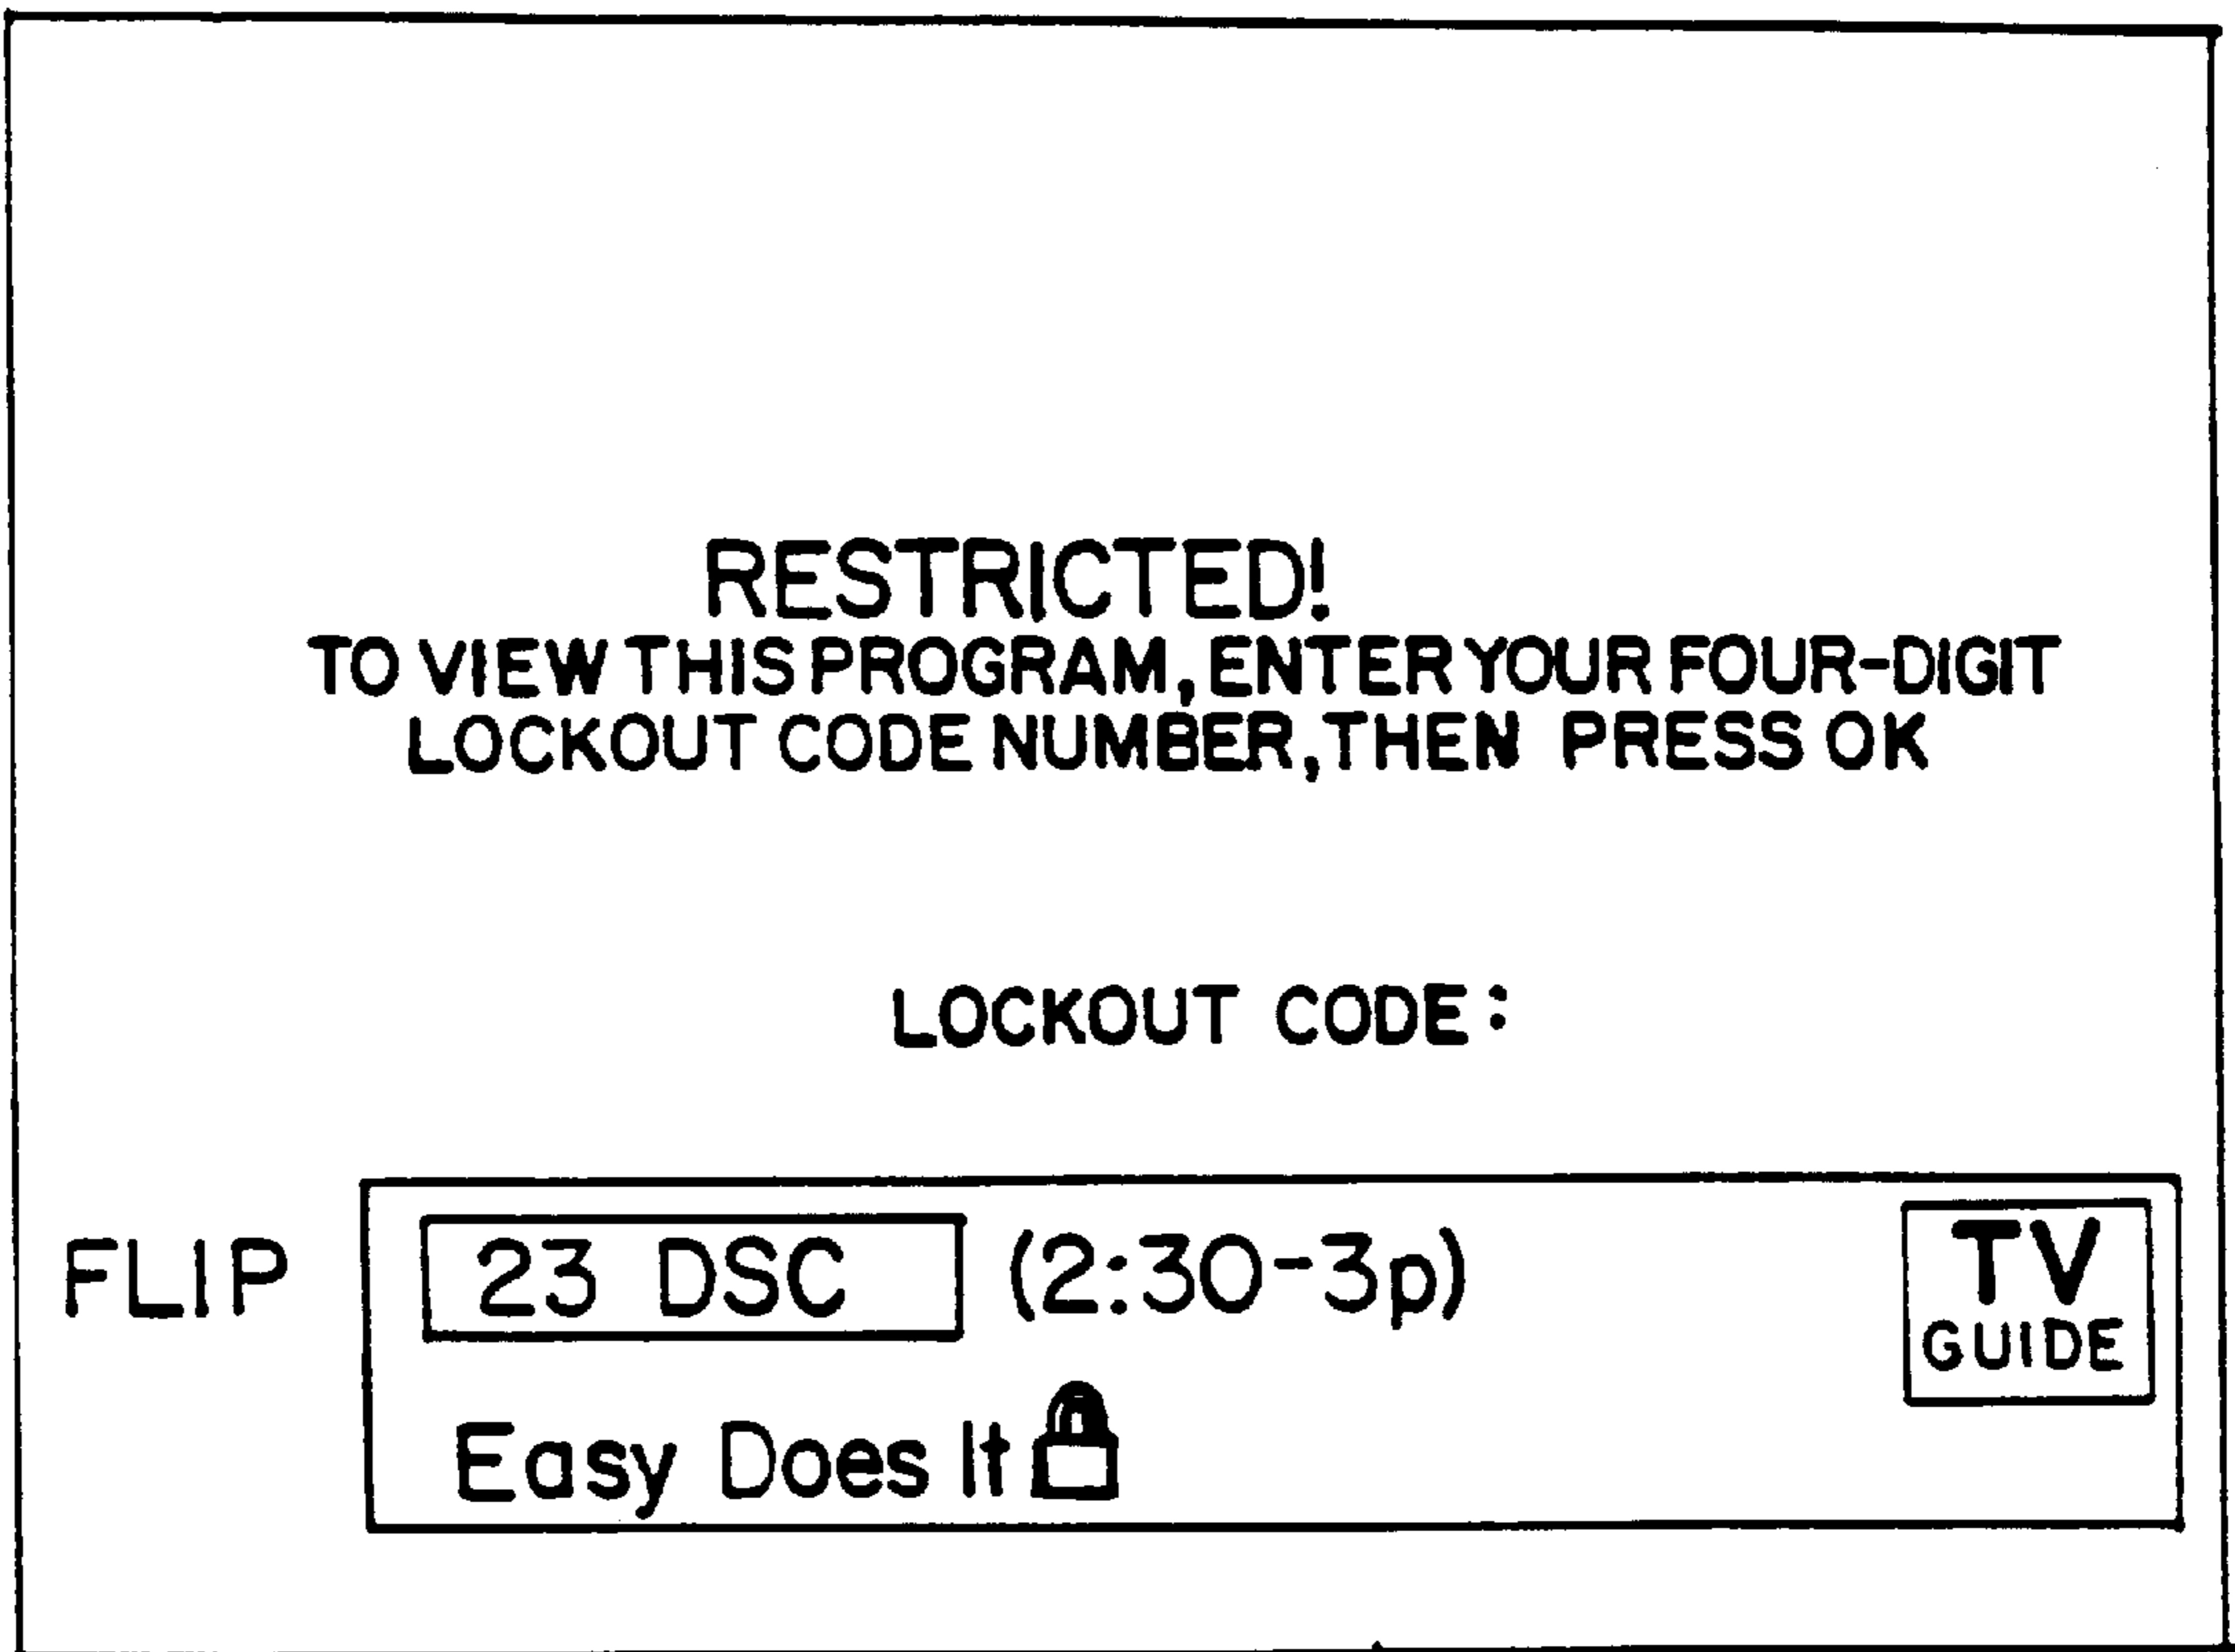 RESTRICTED!
TO VIEW THIS PROGRAM, ENTER YOUR FOUR-DIGIT
LOCKOUT CODE NUMBER, THEN PRESS OK
LOCKOUT CODE:
FLIP
23 DSC (2:30-3p)
Easy Does It
TV
GUIDE